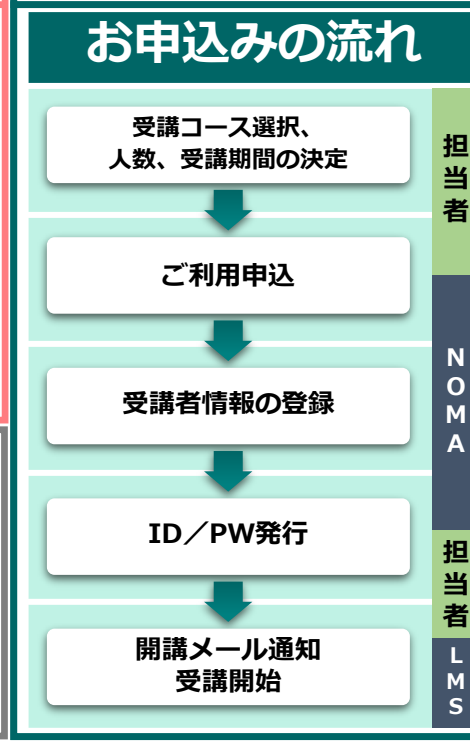 お申込みの流れ
受講コース選択、
人数、受講期間の決定
ご利用申込
受講者情報の登録
ID／PW発行
開講メール通知
受講開始
担当者
NOMA
担当者
LMS